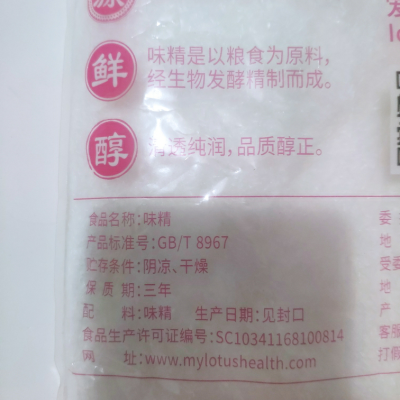 源
鲜
味精是以粮食为原料，
经生物发酵精制而成。
醇
清透纯润，品质醇正。
食品名称：味精
产品标准号：GB/T 8967
贮存条件：阴凉、干燥
保质期：三年
配料：味精 生产日期：见封口
食品生产许可证编号：SC10341168100814
网址：www.mylotushealth.com
委
地
受委
地
产
客服
打假